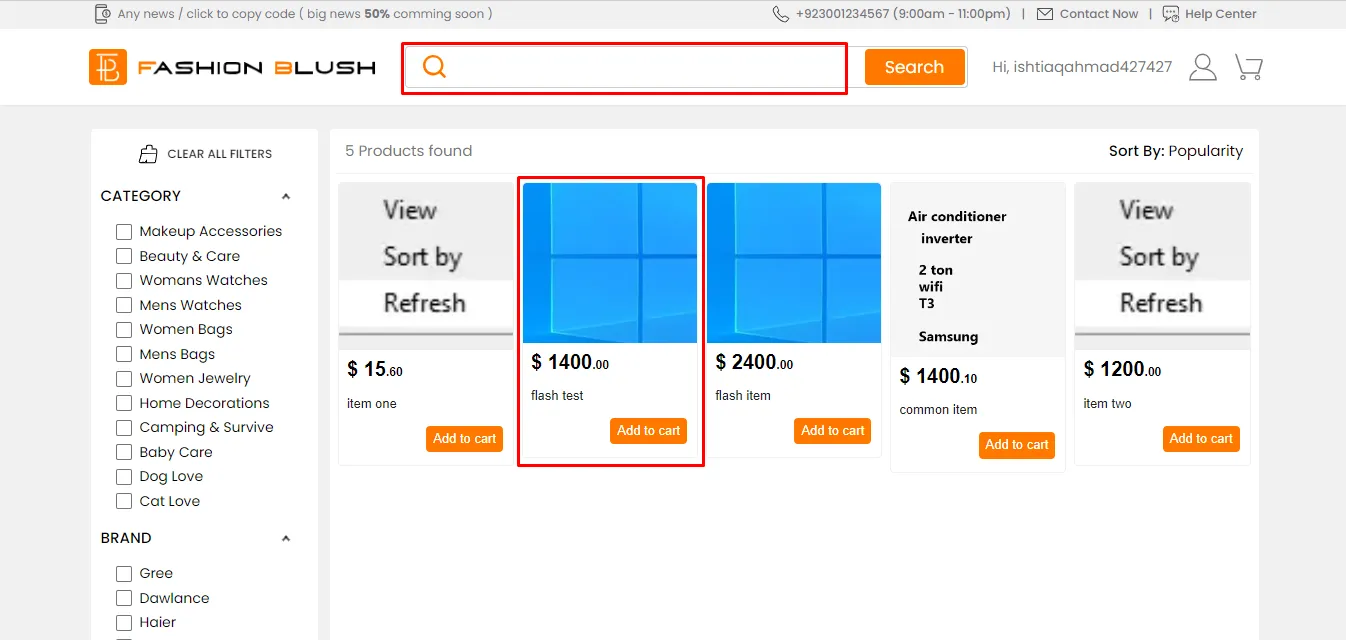 Any news / click to copy code ( big news 50% comming soon )
+923001234567 (9:00am - 11:00pm) | Contact Now | Help Center
FASHION BLUSH
Search
Hi, ishtiaqahmad427427
CLEAR ALL FILTERS
CATEGORY
Makeup Accessories
Beauty & Care
Womans Watches
Mens Watches
Women Bags
Mens Bags
Women Jewelry
Home Decorations
Camping & Survive
Baby Care
Dog Love
Cat Love
BRAND
Gree
Dawlance
Haier
5 Products found
Sort By: Popularity
View
Sort by
Refresh
$ 15.60
item one
Add to cart
$ 1400.00
flash test
Add to cart
$ 2400.00
flash item
Add to cart
Air conditioner
inverter
2 ton
wifi
T3
Samsung
$ 1400.10
common item
Add to cart
View
Sort by
Refresh
$ 1200.00
item two
Add to cart